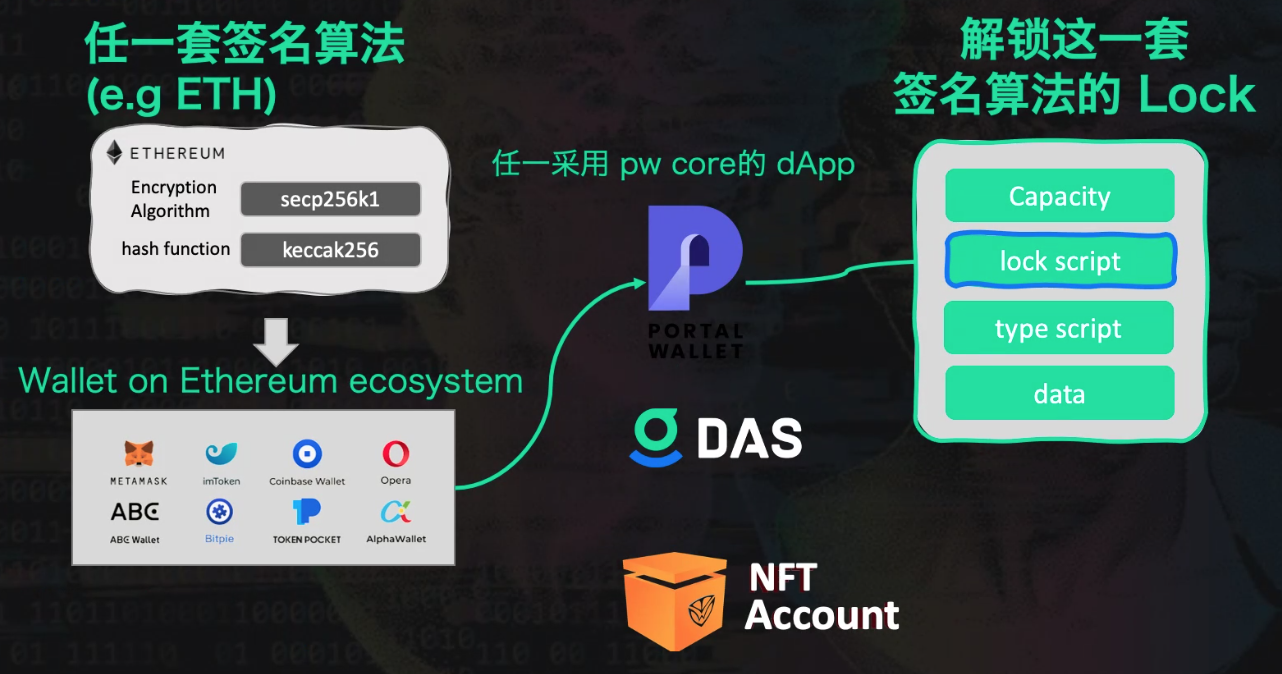 任一套签名算法
(e.g ETH)
ETHEREUM
Encryption
Algorithm
secp256k1
hash function
keccak256
Wallet on Ethereum ecosystem
METAMASK
imToken
Coinbase Wallet
Opera
ABC
ABC Wallet
Bitpie
TOKEN POCKET
AlphaWallet
任一采用 pw core的 dApp
PORTAL
WALLET
DAS
NFT
Account
解锁这一套
签名算法的 Lock
Capacity
lock script
type script
data